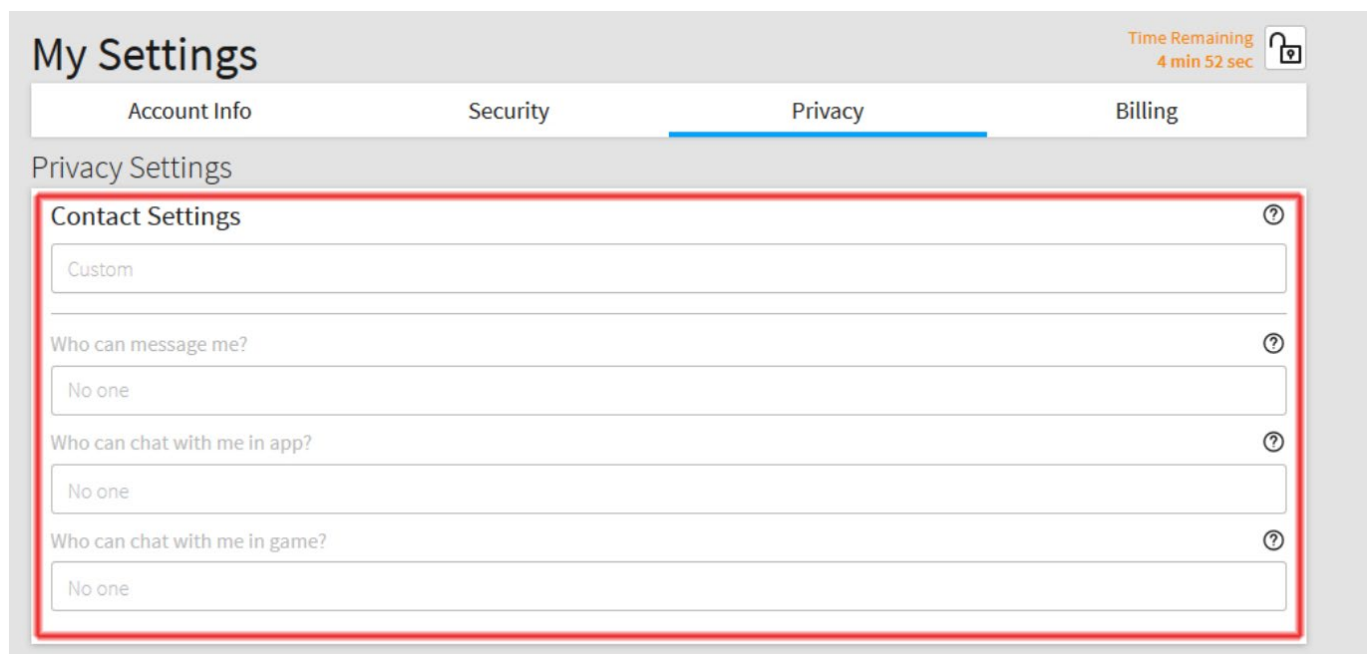 My Settings
Time Remaining
4 min 52 sec
Account Info Security Privacy Billing
Privacy Settings
Contact Settings
Custom
Who can message me?
No one
Who can chat with me in app?
No one
Who can chat with me in game?
No one